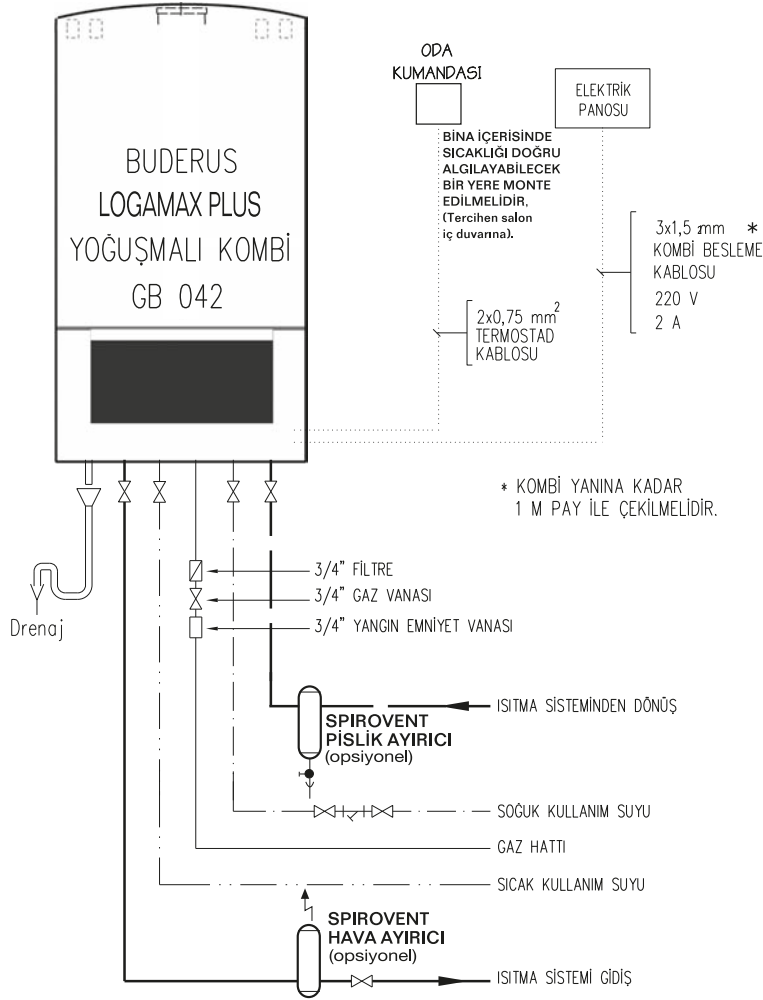 ODA
KUMANDASI
ELEKTRİK
PANOSU
BİNA İÇERİSİNDE
SICAKLIĞI DOĞRU
ALGILAYABİLECEK
BİR YERE MONTE
EDİLMELİDİR.
(Tercihen salon
iç duvarına).
BUDERUS
LOGAMAX PLUS
YOĞUŞMALI KOMBİ
GB 042
3x1,5 mm *
KOMBİ BESLEME
KABLOSU
220 V
2 A
2x0,75 mm²
TERMOSTAD
KABLOSU
* KOMBİ YANINA KADAR
1 M PAY İLE ÇEKİLMELİDİR.
3/4" FİLTRE
3/4" GAZ VANASI
3/4" YANGIN EMNİYET VANASI
Drenaj
ISITMA SİSTEMİNDEN DÖNÜŞ
SPIROVENT
PİSLİK AYIRICI
(opsiyonel)
SOĞUK KULLANIM SUYU
GAZ HATTI
SICAK KULLANIM SUYU
SPIROVENT
HAVA AYIRICI
(opsiyonel)
ISITMA SİSTEMİ GİDİŞ